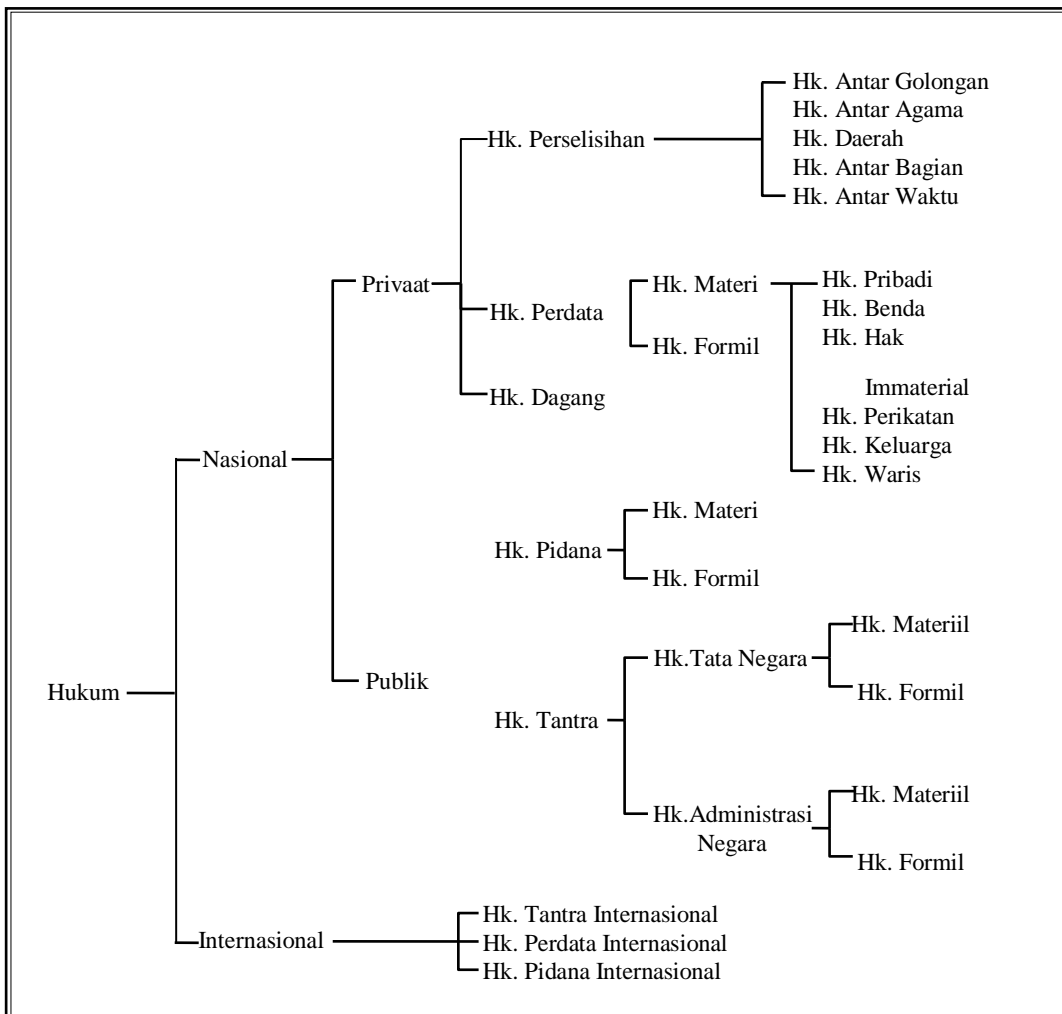 Hk. Antar Golongan
Hk. Antar Agama
Hk. Perselisihan
Hk. Daerah
Hk. Antar Bagian
Hk. Antar Waktu
Privaat
Hk. Materi
Hk. Pribadi
Hk. Perdata
Hk. Benda
Hk. Formil
Hk. Hak
Immaterial
Hk. Dagang
Hk. Perikatan
Hk. Keluarga
Nasional
Hk. Waris
Hk. Materi
Hk. Pidana
Hk. Formil
Hk. Materiil
Hk.Tata Negara
Publik
Hk. Formil
Hukum
Hk. Tantra
Hk. Materiil
Hk.Administrasi
Negara
Hk. Formil
Hk. Tantra Internasional
Internasional
Hk. Perdata Internasional
Hk. Pidana Internasional